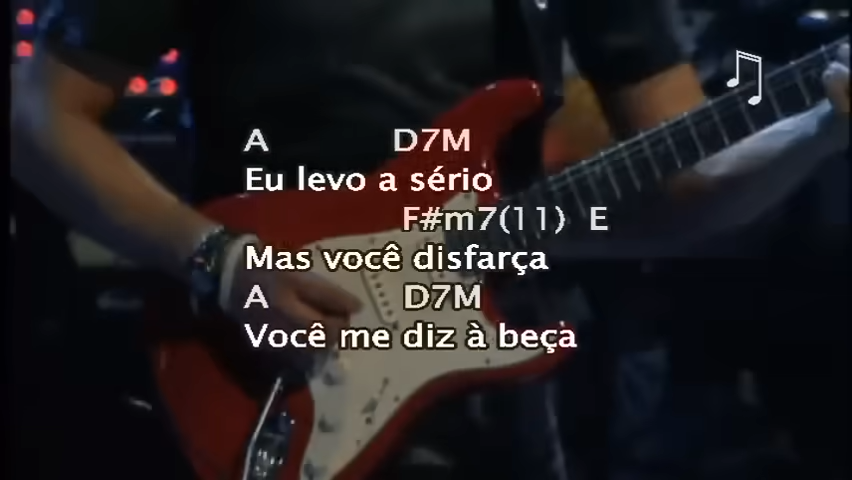 A D7M
Eu levo a sério
F#m7(11) E
Mas você disfarça
A D7M
Você me diz à beça